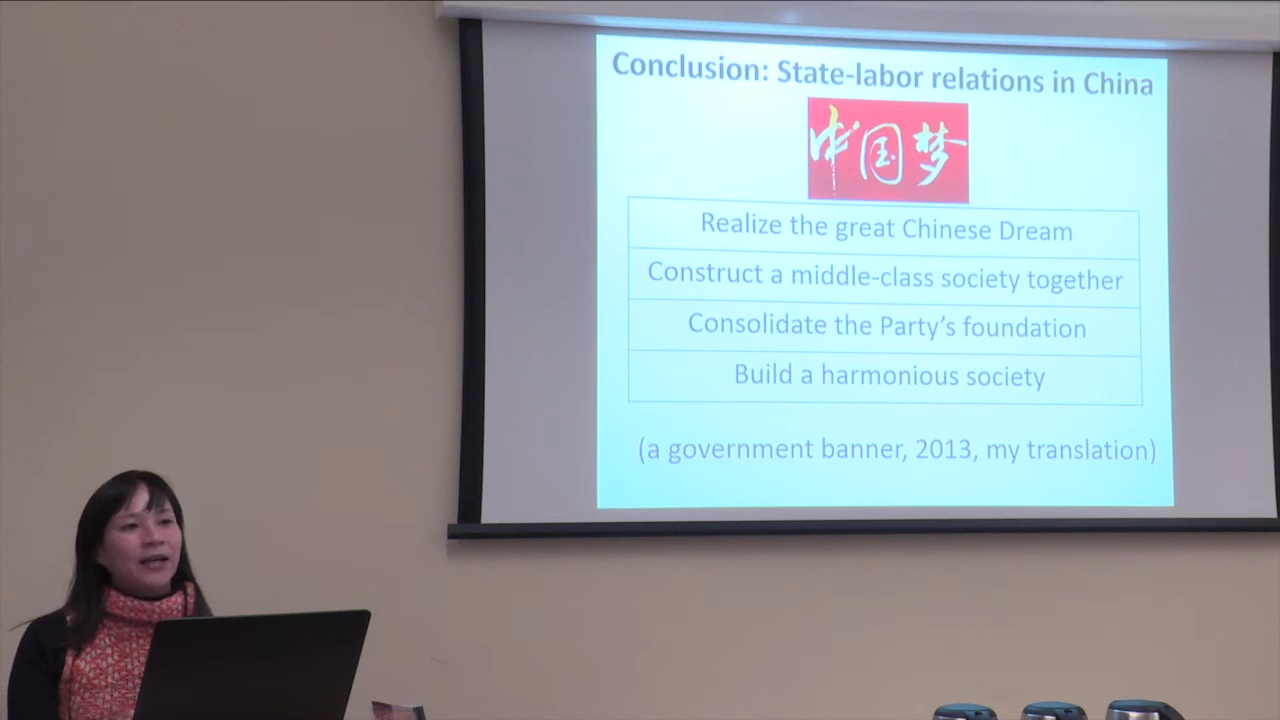 Conclusion: State-labor relations in China
中国梦
Realize the great Chinese Dream
Construct a middle-class society together
Consolidate the Party’s foundation
Build a harmonious society
(a government banner, 2013, my translation)